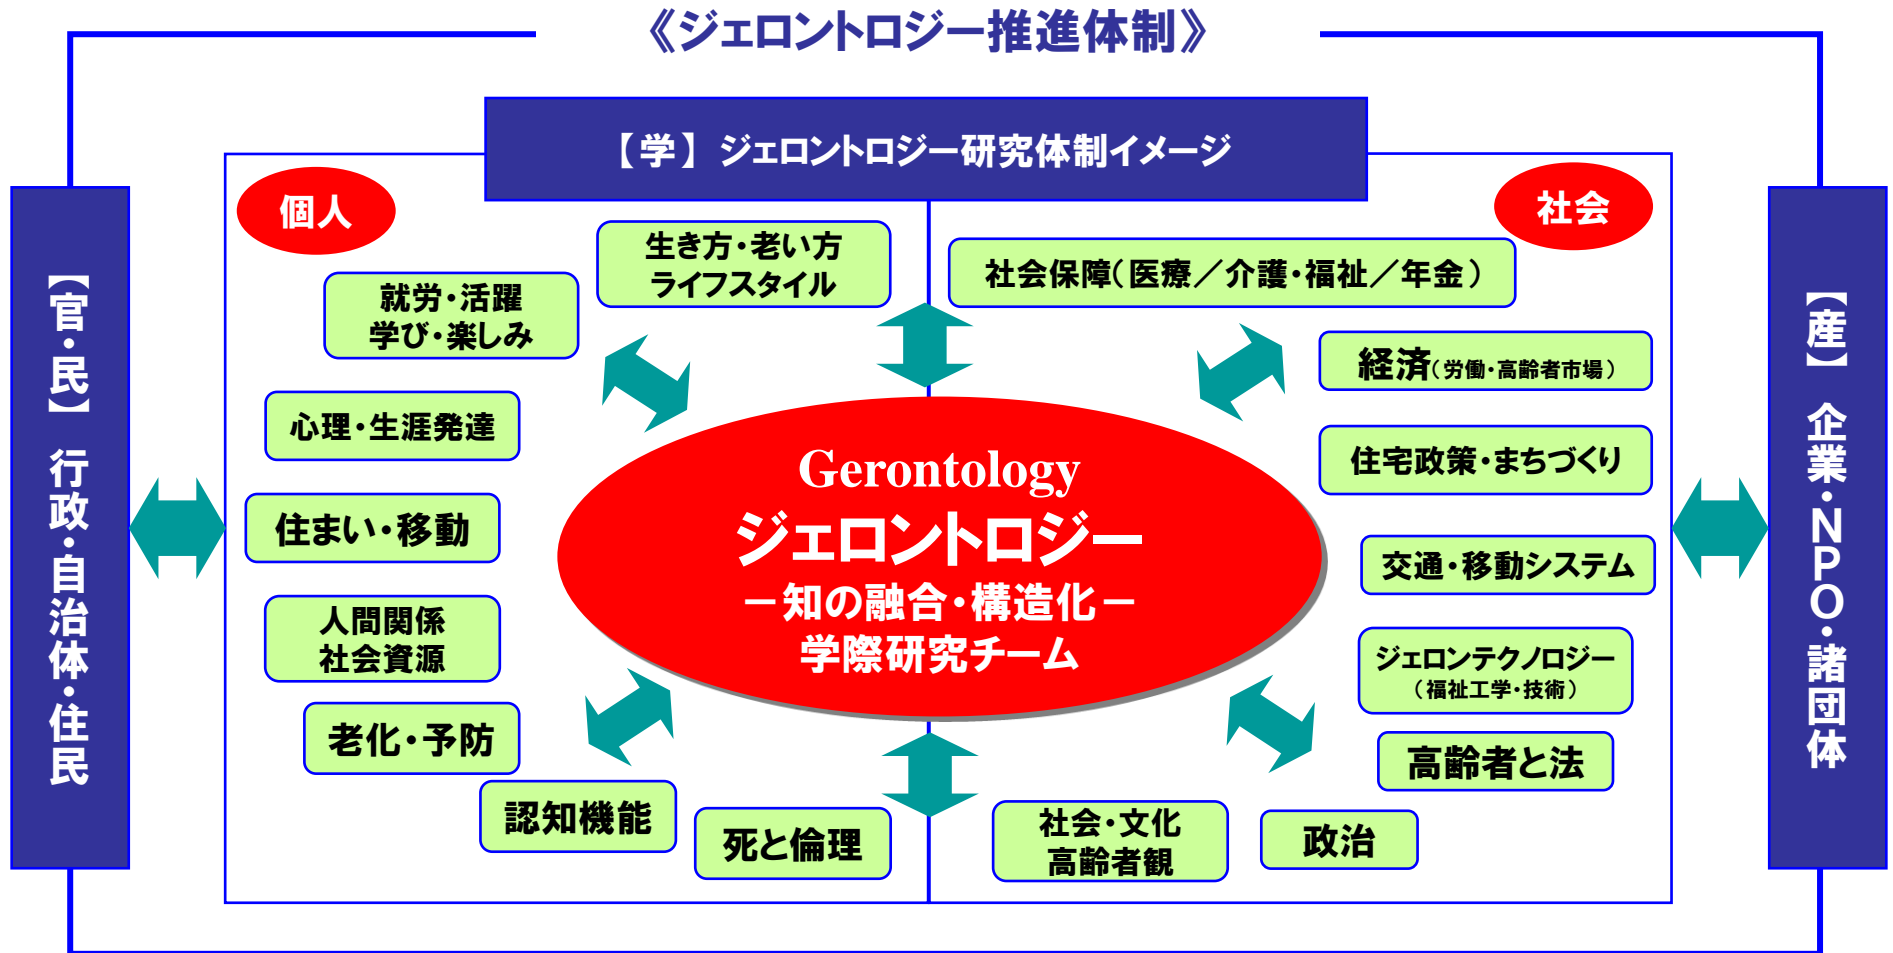 《ジェロントロジー推進体制》
【学】 ジェロントロジー研究体制イメージ
個人
社会
【官・民】 行政・自治体・住民
【産】 企業・NPO・諸団体
生き方・老い方
ライフスタイル
就労・活躍
学び・楽しみ
心理・生涯発達
住まい・移動
人間関係
社会資源
老化・予防
認知機能
死と倫理
社会保障(医療/介護・福祉/年金)
経済(労働・高齢者市場)
住宅政策・まちづくり
交通・移動システム
ジェロンテクノロジー
(福祉工学・技術)
高齢者と法
政治
社会・文化
高齢者観
Gerontology
ジェロントロジー
-知の融合・構造化-
学際研究チーム